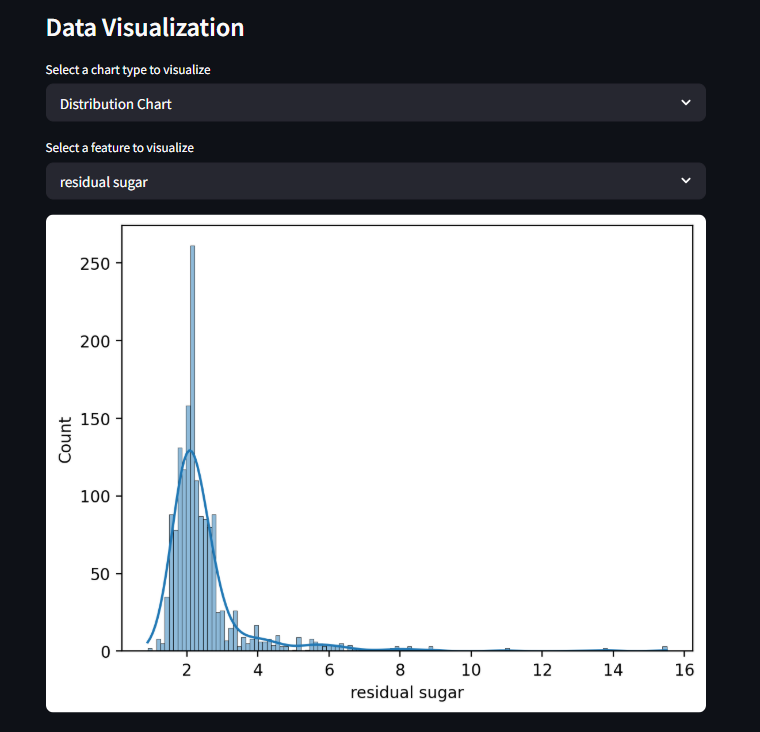 Data Visualization
Select a chart type to visualize
Distribution Chart
Select a feature to visualize
residual sugar
250
200
150
100
50
0
Count
2 4 6 8 10 12 14 16
residual sugar